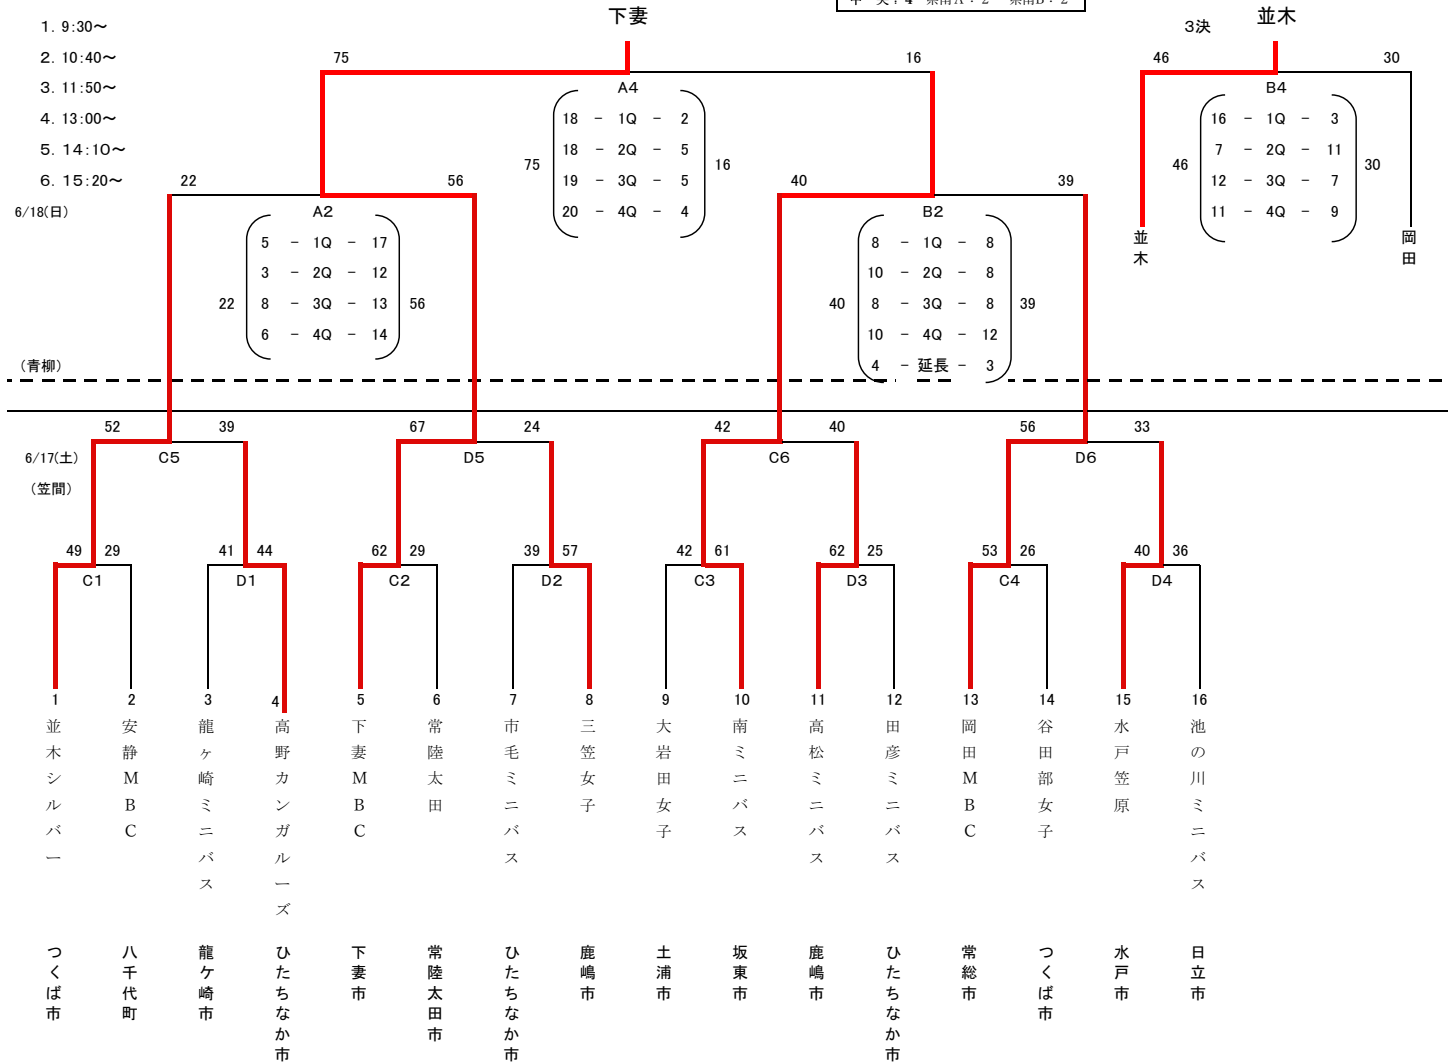 中 央：4 県南A：2 県南B：2
下妻
3決 並木
1. 9:30～
2. 10:40～
3. 11:50～
4. 13:00～
5. 14:10～
6. 15:20～
75 16
A4
18 － 1Q － 2
18 － 2Q － 5
75 16
19 － 3Q － 5
20 － 4Q － 4
46 30
B4
16 － 1Q － 3
7 － 2Q － 11
46 30
12 － 3Q － 7
11 － 4Q － 9
並木
岡田
6/18(日)
22 56
A2
5 － 1Q － 17
3 － 2Q － 12
22 8 － 3Q － 13 56
6 － 4Q － 14
40 39
B2
8 － 1Q － 8
10 － 2Q － 8
40 8 － 3Q － 8 39
10 － 4Q － 12
4 － 延長 － 3
(青柳)
52 39 67 24 42 40 56 33
6/17(土) C5 D5 C6 D6
(笠間)
49 29 41 44 62 29 39 57 42 61 62 25 53 26 40 36
C1 D1 C2 D2 C3 D3 C4 D4
1 2 3 4 5 6 7 8 9 10 11 12 13 14 15 16
並木シルバー
安静MBC
龍ヶ崎ミニバス
高野カンガルーズ
下妻MBC
常陸太田
市毛ミニバス
三笠女子
大岩田女子
南ミニバス
高松ミニバス
田彦ミニバス
岡田MBC
谷田部女子
水戸笠原
池の川ミニバス
つくば市
八千代町
龍ケ崎市
ひたちなか市
下妻市
常陸太田市
ひたちなか市
鹿嶋市
土浦市
坂東市
鹿嶋市
ひたちなか市
常総市
つくば市
水戸市
日立市